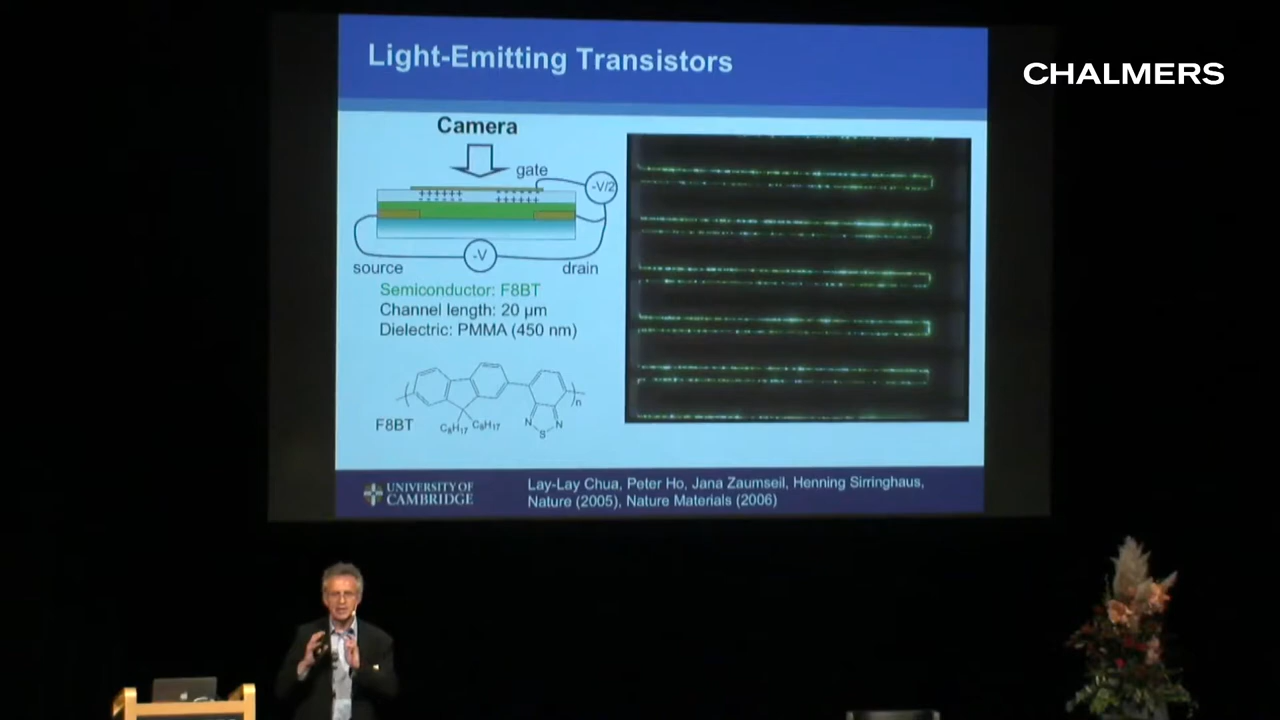 Light-Emitting Transistors
CHALMERS
Camera
gate
-V/2
++++++
++++++
-V
source
drain
Semiconductor: F8BT
Channel length: 20 µm
Dielectric: PMMA (450 nm)
n
F8BT
C8H17 C8H17
N
N
S
UNIVERSITY OF
CAMBRIDGE
Lay-Lay Chua, Peter Ho, Jana Zaumseil, Henning Sirringhaus,
Nature (2005), Nature Materials (2006)